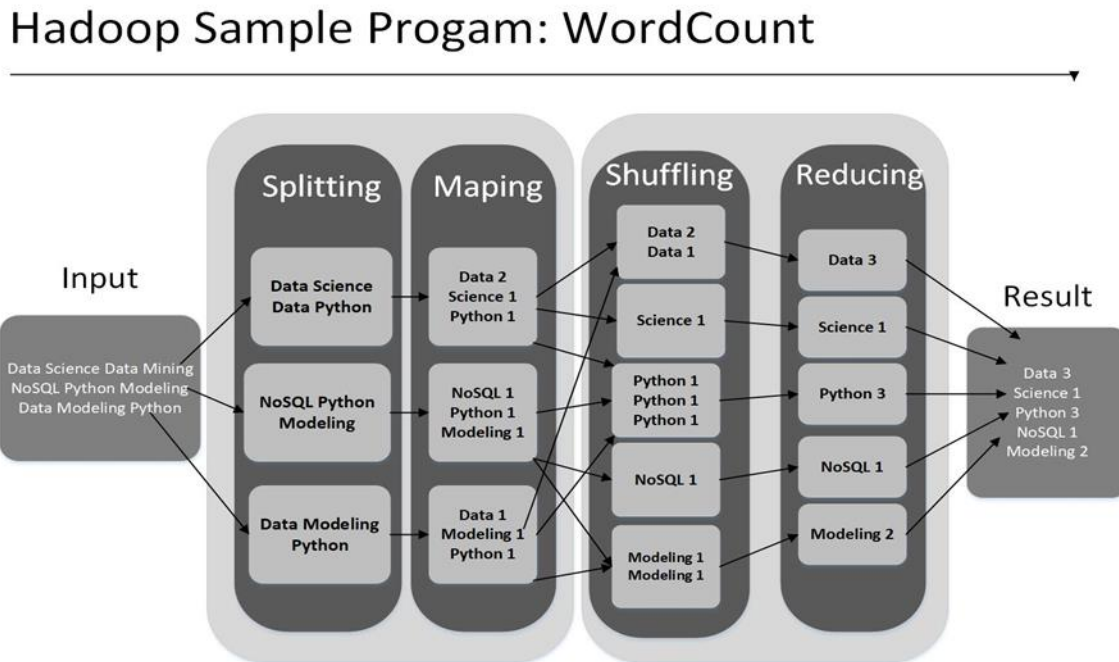 Hadoop Sample Progam: WordCount
Input
Data Science Data Mining
NoSQL Python Modeling
Data Modeling Python
Splitting
Data Science
Data Python
NoSQL Python
Modeling
Data Modeling
Python
Maping
Data 2
Science 1
Python 1
NoSQL 1
Python 1
Modeling 1
Data 1
Modeling 1
Python 1
Shuffling
Data 2
Data 1
Science 1
Python 1
Python 1
Python 1
NoSQL 1
Modeling 1
Modeling 1
Reducing
Data 3
Science 1
Python 3
NoSQL 1
Modeling 2
Result
Data 3
Science 1
Python 3
NoSQL 1
Modeling 2